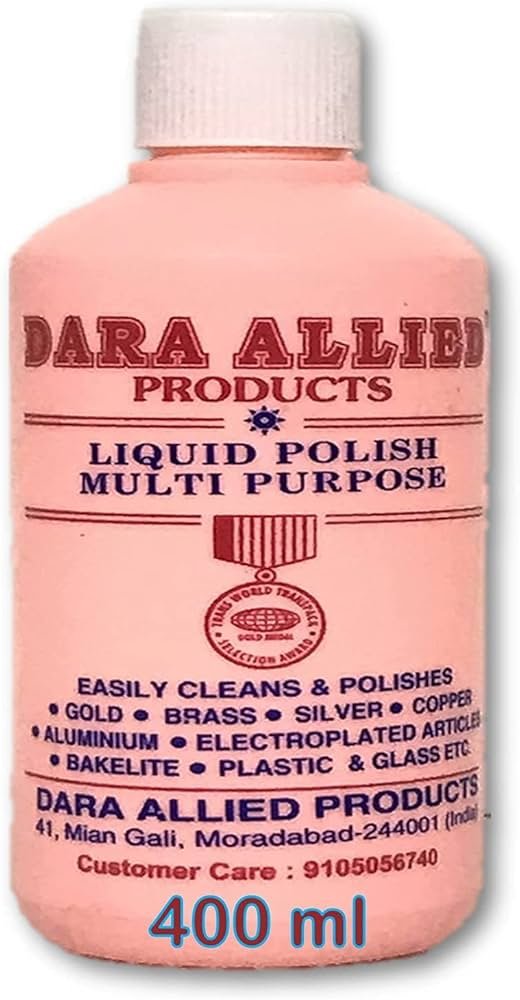 DARA ALLIED
PRODUCTS
LIQUID POLISH
MULTI PURPOSE
TRANS WORLD TRADEPACK
GOLD MEDAL
SELECTION AWARD
EASILY CLEANS & POLISHES
• GOLD • BRASS • SILVER • COPPER
• ALUMINIUM • ELECTROPLATED ARTICLES
• BAKELITE • PLASTIC & GLASS ETC.
DARA ALLIED PRODUCTS
41, Mian Gali, Moradabad-244001 (India)
Customer Care : 9105056740
400 ml